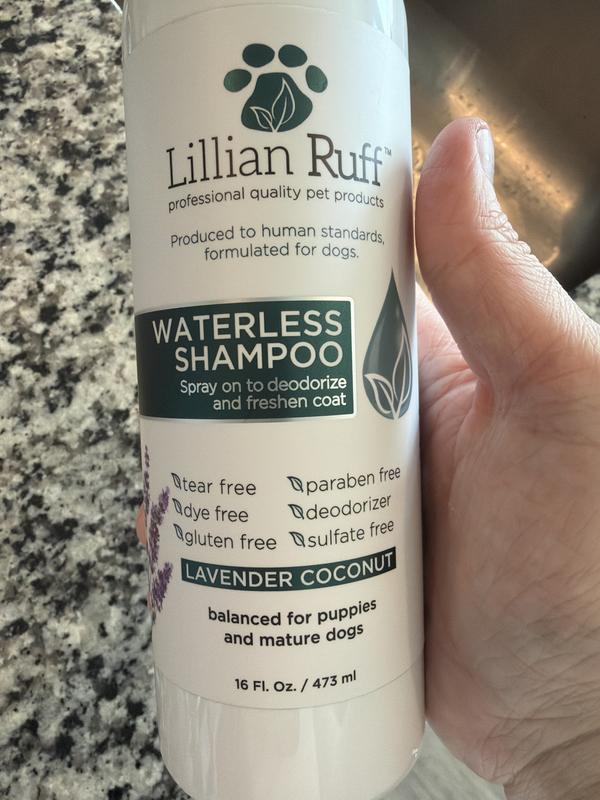 Lillian Ruff™
professional quality pet products
Produced to human standards,
formulated for dogs.
WATERLESS
SHAMPOO
Spray on to deodorize
and freshen coat
tear free
dye free
gluten free
paraben free
deodorizer
sulfate free
LAVENDER COCONUT
balanced for puppies
and mature dogs
16 Fl. Oz. / 473 ml